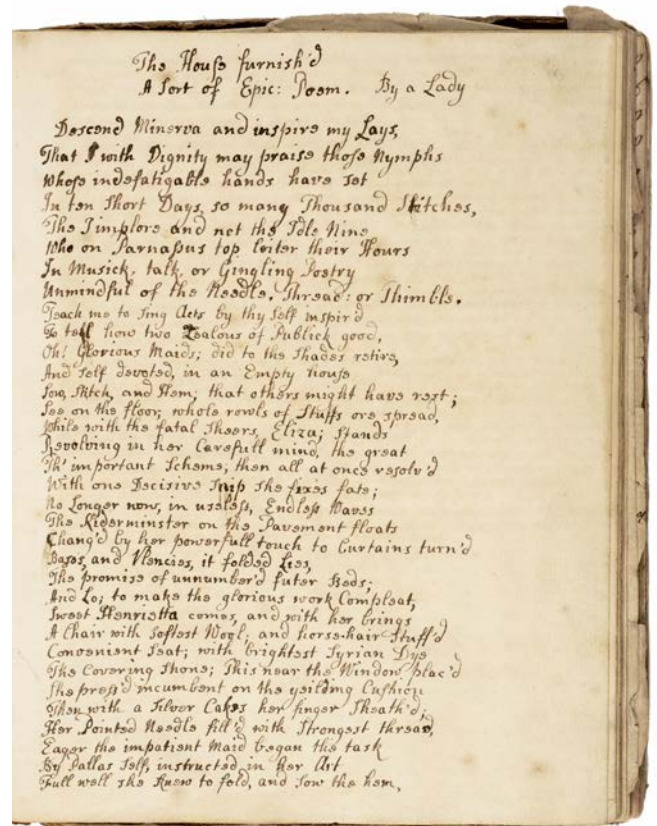 The House furnish'd
A Sort of Epic: Poem. By a Lady
Descend Minerva and inspire my Lays,
That I with Dignity may praise those Nymphs
Whose indefatigable hands have set
In ten Short Days, so many Thousand Stitches,
The I implore and not the Idle Nine
Who on Parnassus top loiter their Hours
In Musick, talk, or Gingling Poetry
Unmindful of the Needle, Thread: or Thimble.
Teach me to Sing Acts by thy Self inspir'd
To tell how two Zealous of Publick good,
Oh! Glorious Maids; did to the Shades retire,
And Self devoted, in an Empty house
Sow, Stitch, and Hem; that others might have rest;
See on the floor; whole rowls of Stuffs are spread,
While with the fatal Sheers, Eliza; Stands
Revolving in her Carefull mind, the great
Th' important Scheme; then all at once resolv'd
With one Decisive Snip She fixes fate;
No Longer now, in useless, Endless Waves
The Kiderminster on the Pavement floats
Chang'd by her powerfull touch to Curtains turn'd
Bases, and Vlencies, it folded Lies,
The promise of unnumber'd futer Beds;
And Lo; to make the glorious work Compleat,
Sweet Henrietta comes, and with her brings
A Chair with Softest Wool; and horse-hair Stuff'd
Convenient Seat; with brightest Tyrian Dye
The Covering Shone; This near the Window plac'd
She press'd incumbent on the yeilding Cushion
Then with a Silver Cakes her finger Sheath'd;
Her Pointed Needle fill'd with Strongest thread,
Eager the impatient Maid began the task
By Pallas Self, instructed in her Art
Full well she knew to fold, and Sow the hem,